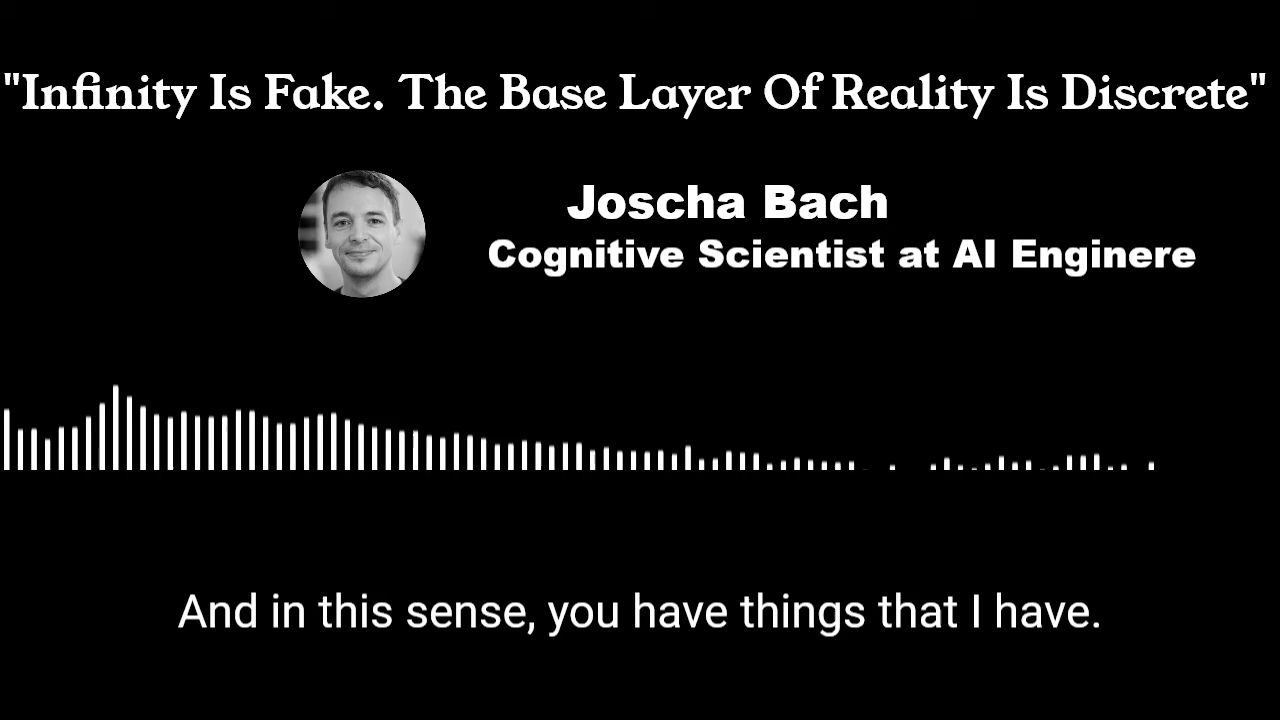 "Infinity Is Fake. The Base Layer Of Reality Is Discrete"
Joscha Bach
Cognitive Scientist at AI Enginere
And in this sense, you have things that I have.